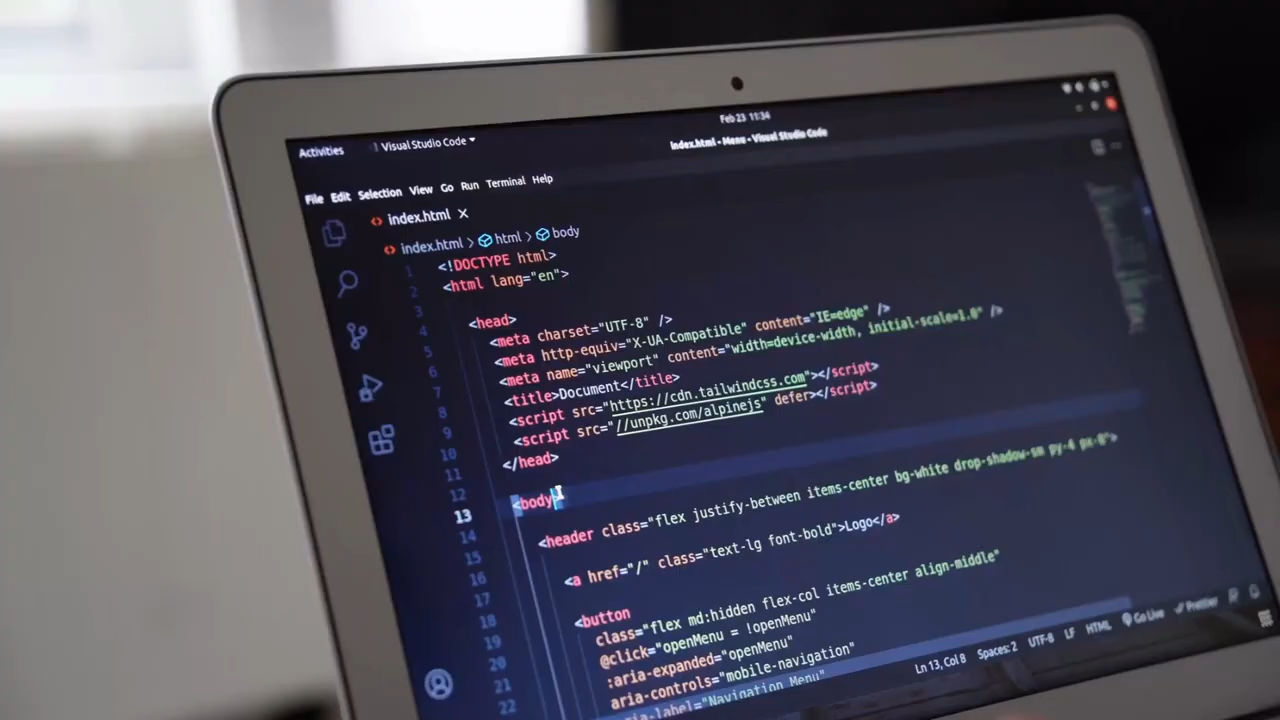 Feb 23 11:34
Activities Visual Studio Code
index.html - Menu - Visual Studio Code
File Edit Selection View Go Run Terminal Help
index.html
index.html > html > body
1 <!DOCTYPE html>
2 <html lang="en">
3
4 <head>
5 <meta charset="UTF-8" />
6 <meta http-equiv="X-UA-Compatible" content="IE=edge" />
7 <meta name="viewport" content="width=device-width, initial-scale=1.0" />
8 <title>Document</title>
9 <script src="https://cdn.tailwindcss.com"></script>
10 <script src="//unpkg.com/alpinejs" defer></script>
11 </head>
12
13 <body>
14
15 <header class="flex justify-between items-center bg-white drop-shadow-sm py-4 px-8">
16
17 <a href="/" class="text-lg font-bold">Logo</a>
18
19 <button
20 class="flex md:hidden flex-col items-center align-middle"
21 @click="openMenu = !openMenu"
22 :aria-expanded="openMenu"
aria-controls="mobile-navigation"
aria-label="Navigation Menu"
Ln 13, Col 8 Spaces: 2 UTF-8 LF HTML Go Live Prettier